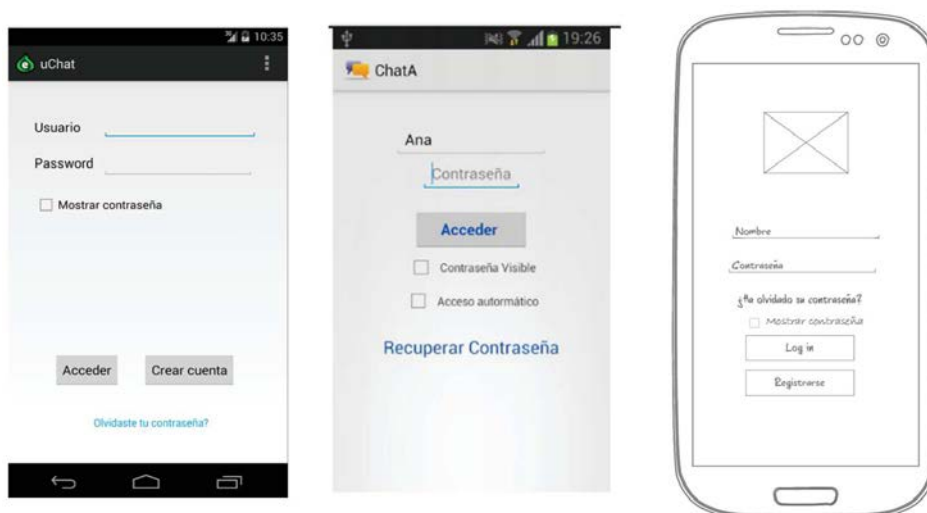 10:35
uChat
Usuario
Password
Mostrar contraseña
Acceder
Crear cuenta
Olvidaste tu contraseña?
19:26
ChatA
Ana
Contraseña
Acceder
Contraseña Visible
Acceso autormático
Recuperar Contraseña
Nombre
Contraseña
¿Ha olvidado su contraseña?
Mostrar contraseña
Log in
Registrarse